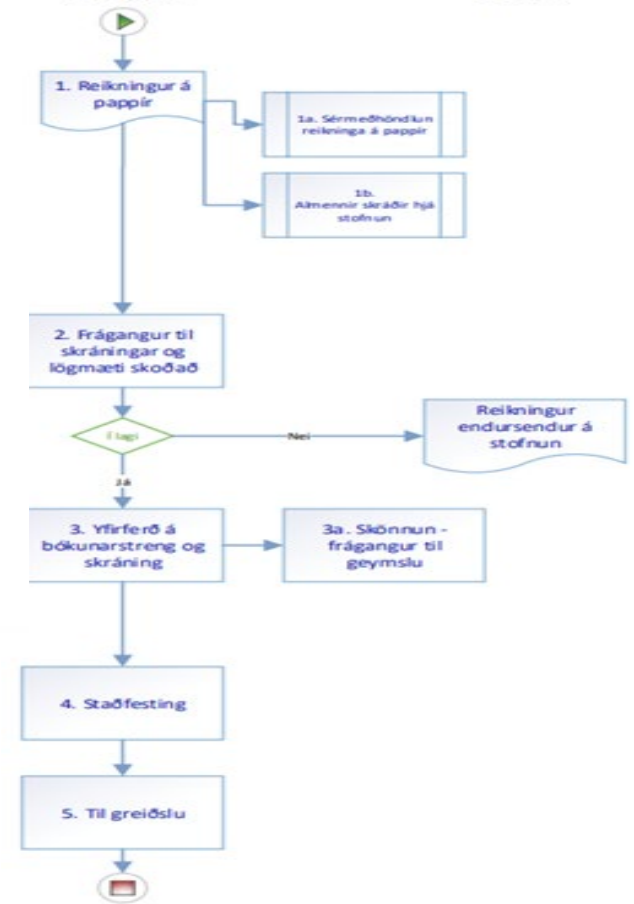 1. Reikningur á
pappír
1a. Sérmeðhöndlun
reikninga á pappír
1b.
Almennir skráðir hjá
stofnun
2. Frágangur til
skráningar og
lögmæti skoðað
Í lagi
Nei
Reikningur
endursendur á
stofnun
Já
3. Yfirferð á
bókunarstreng og
skráning
3a. Skönnun -
frágangur til
geymslu
4. Staðfesting
5. Til greiðslu